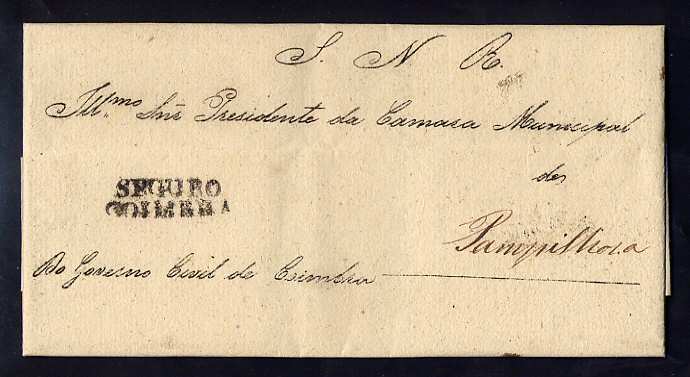 S. N. R.
Ill.mo Snr Presidente da Camara Municipal
de
SEGURO
COIMBRA
Pampilhosa
Do Governo Civil de Coimbra